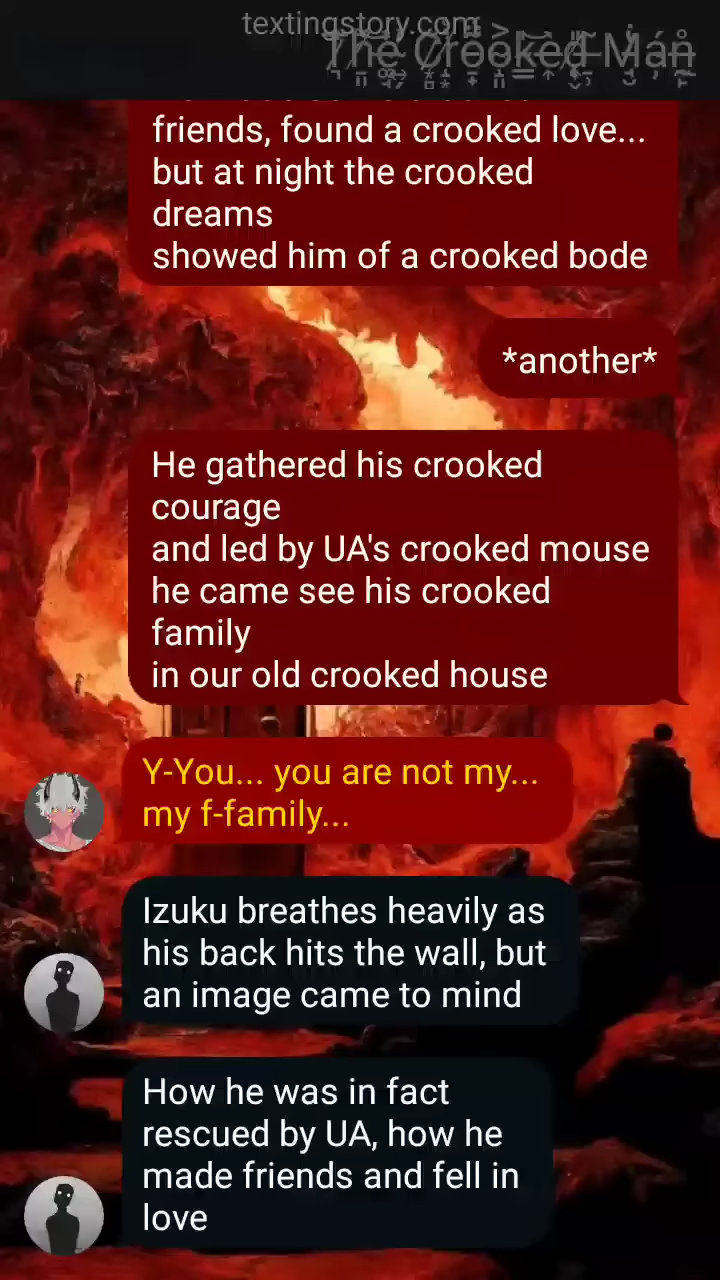 textingstory.com
The Crooked Man
friends, found a crooked love...
but at night the crooked
dreams
showed him of a crooked bode
*another*
He gathered his crooked
courage
and led by UA's crooked mouse
he came see his crooked
family
in our old crooked house
Y-You... you are not my...
my f-family...
Izuku breathes heavily as
his back hits the wall, but
an image came to mind
How he was in fact
rescued by UA, how he
made friends and fell in
love